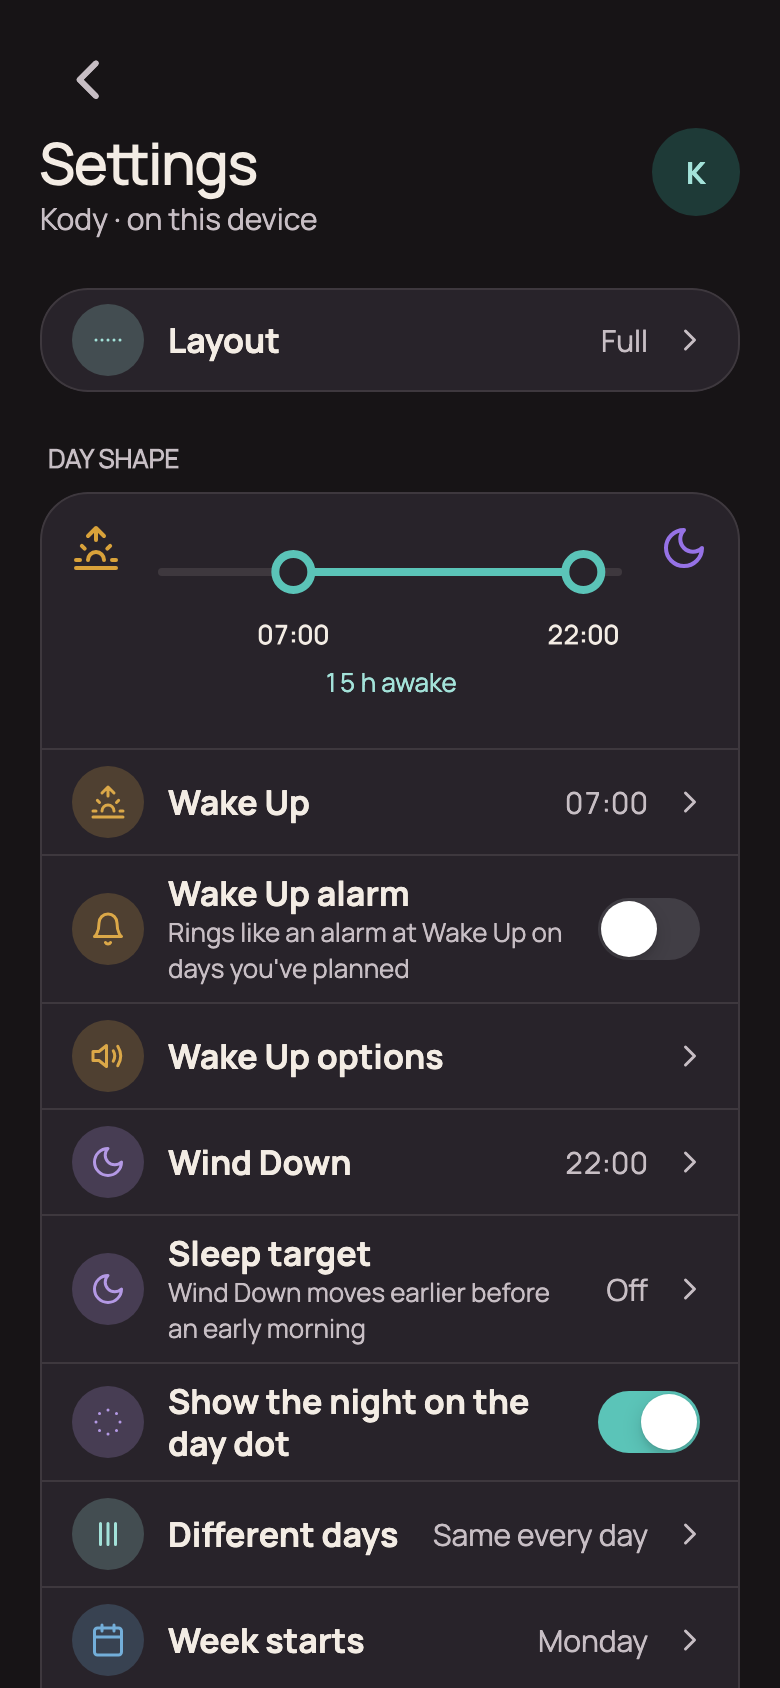 Settings
K
Kody · on this device
Layout
Full
DAY SHAPE
07:00
22:00
15 h awake
Wake Up
07:00
Wake Up alarm
Rings like an alarm at Wake Up on
days you've planned
Wake Up options
Wind Down
22:00
Sleep target
Wind Down moves earlier before
an early morning
Off
Show the night on the
day dot
Different days
Same every day
Week starts
Monday